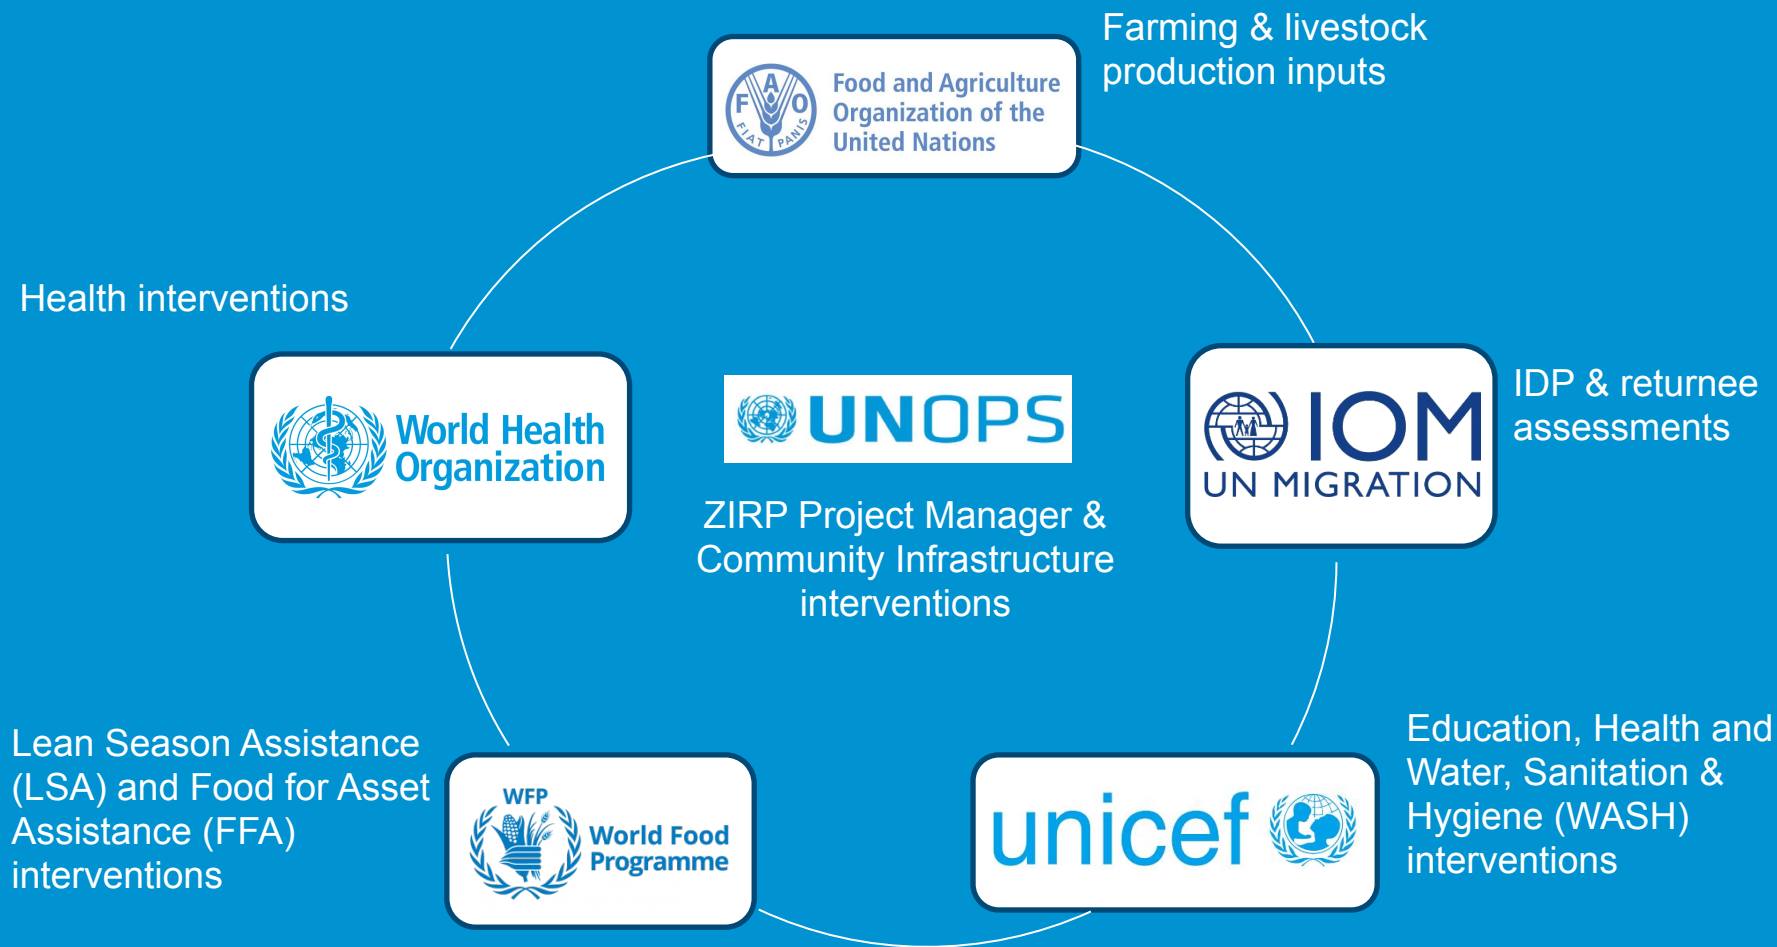 Farming & livestock
production inputs
FAO
FIAT PANIS
Food and Agriculture
Organization of the
United Nations
Health interventions
World Health
Organization
UNOPS
ZIRP Project Manager &
Community Infrastructure
interventions
IOM
UN MIGRATION
IDP & returnee
assessments
Lean Season Assistance
(LSA) and Food for Asset
Assistance (FFA)
interventions
WFP
World Food
Programme
unicef
Education, Health and
Water, Sanitation &
Hygiene (WASH)
interventions